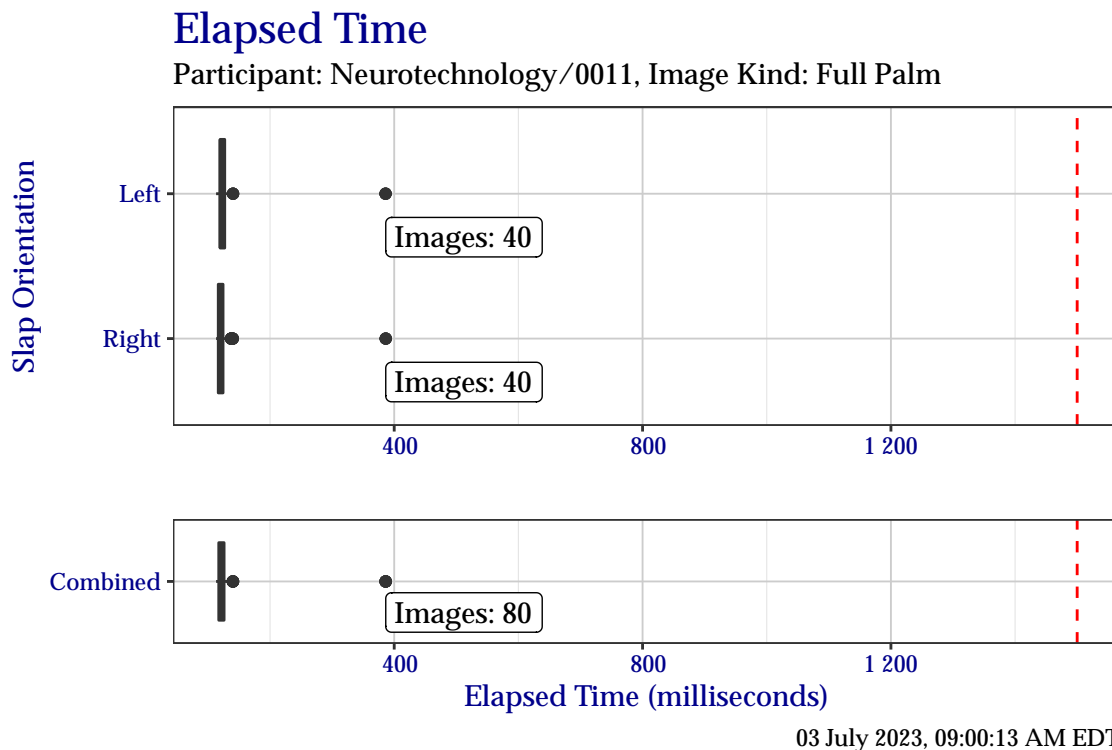 Elapsed Time
Participant: Neurotechnology/0011, Image Kind: Full Palm
Slap Orientation
Left
Images: 40
Right
Images: 40
400 800 1 200
Combined
Images: 80
400 800 1 200
Elapsed Time (milliseconds)
03 July 2023, 09:00:13 AM EDT